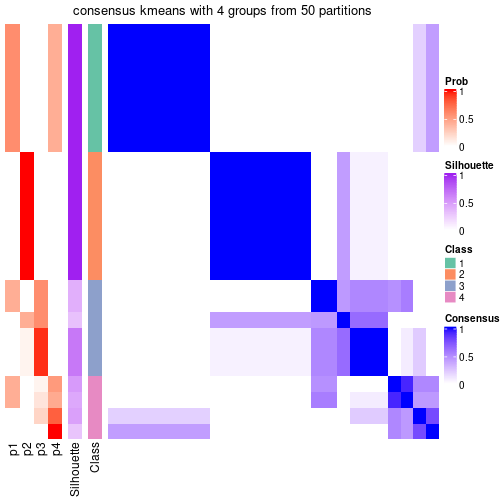 consensus kmeans with 4 groups from 50 partitions
Prob
1
0.5
0
Silhouette
1
0.5
0
Class
1
2
3
4
Consensus
1
0.5
0
p1
p2
p3
p4
Silhouette
Class